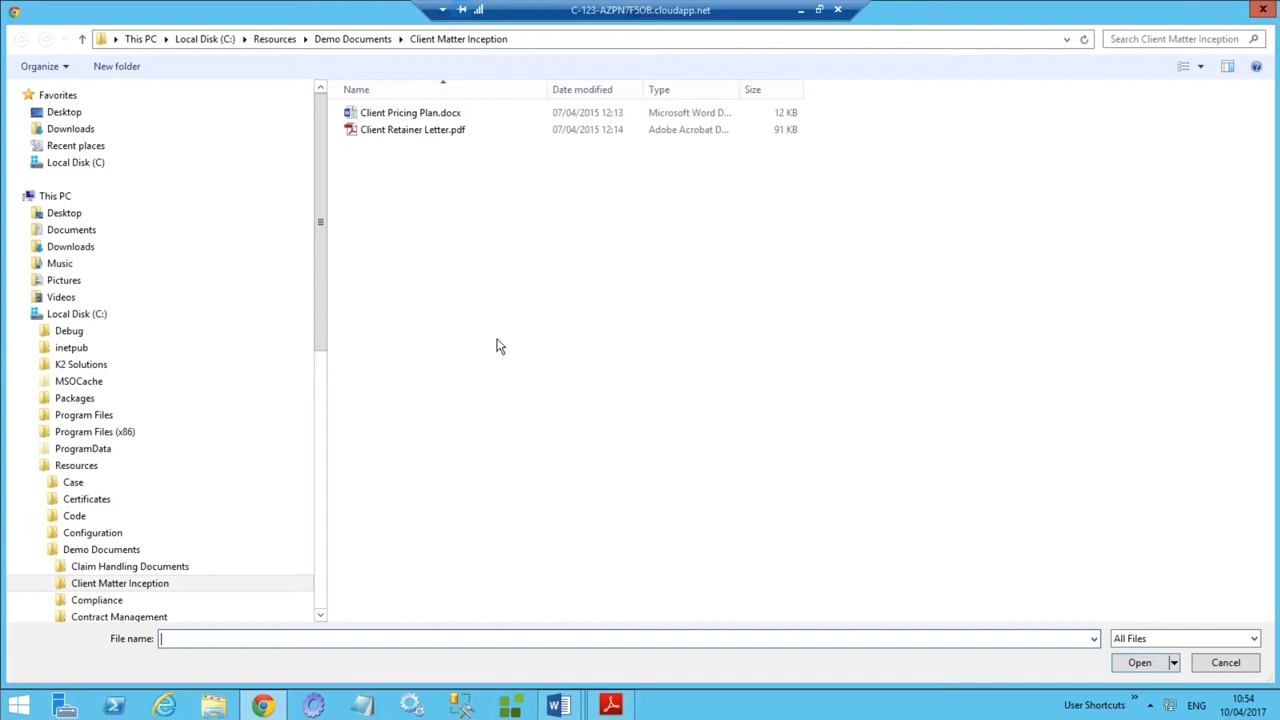 C-123-AZPN7F5OB.cloudapp.net
This PC Local Disk (C:) Resources Demo Documents Client Matter Inception
Search Client Matter Inception
Organize New folder
Favorites
Desktop
Downloads
Recent places
Local Disk (C)
This PC
Desktop
Documents
Downloads
Music
Pictures
Videos
Local Disk (C:)
Debug
inetpub
K2 Solutions
MSOCache
Packages
Program Files
Program Files (x86)
ProgramData
Resources
Case
Certificates
Code
Configuration
Demo Documents
Claim Handling Documents
Client Matter Inception
Compliance
Contract Management
Name Date modified Type Size
Client Pricing Plan.docx 07/04/2015 12:13 Microsoft Word D... 12 KB
Client Retainer Letter.pdf 07/04/2015 12:14 Adobe Acrobat D... 91 KB
File name:
All Files
Open Cancel
User Shortcuts
ENG
10:54
10/04/2017